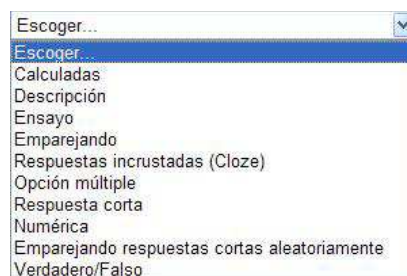 Escoger...
Escoger...
Calculadas
Descripción
Ensayo
Emparejando
Respuestas incrustadas (Cloze)
Opción múltiple
Respuesta corta
Numérica
Emparejando respuestas cortas aleatoriamente
Verdadero/Falso